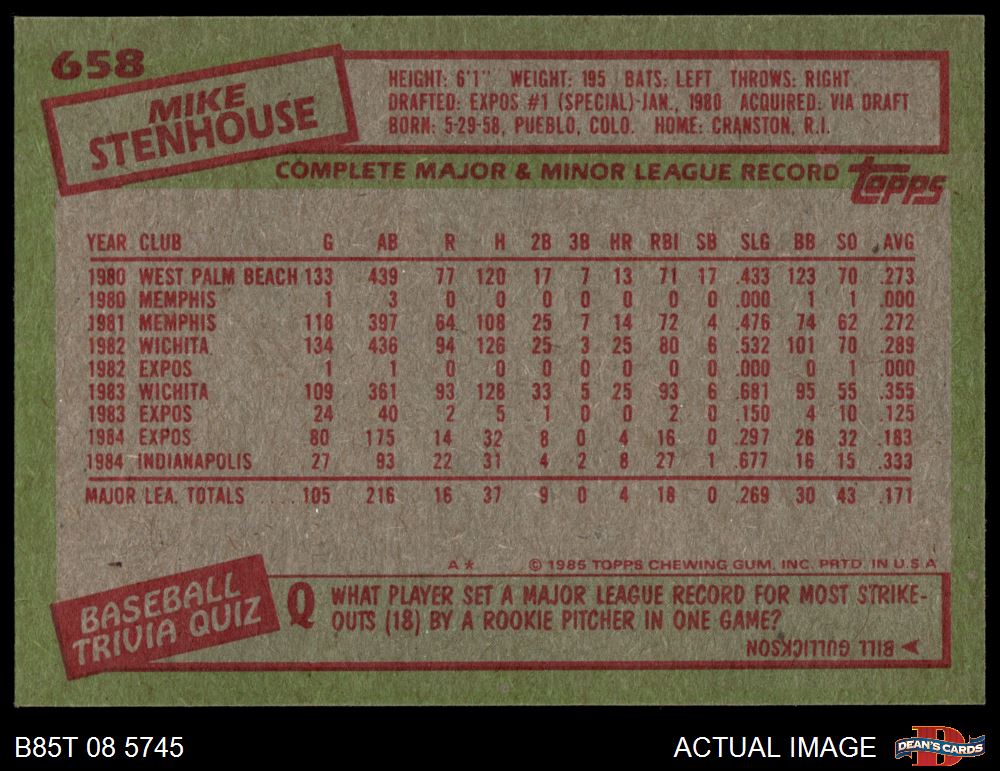 658
MIKE
STENHOUSE
HEIGHT: 6'1" WEIGHT: 195 BATS: LEFT THROWS: RIGHT
DRAFTED: EXPOS #1 (SPECIAL)-JAN., 1980 ACQUIRED: VIA DRAFT
BORN: 5-29-58, PUEBLO, COLO. HOME: CRANSTON, R.I.
COMPLETE MAJOR & MINOR LEAGUE RECORD topps
YEAR CLUB G AB R H 2B 3B HR RBI SB SLG BB SO AVG
1980 WEST PALM BEACH 133 439 77 120 17 7 13 71 17 .433 123 70 .273
1980 MEMPHIS 1 3 0 0 0 0 0 0 0 .000 1 1 .000
1981 MEMPHIS 118 397 64 108 25 7 14 72 4 .476 74 62 .272
1982 WICHITA 134 436 94 126 25 3 25 80 6 .532 101 70 .289
1982 EXPOS 1 1 0 0 0 0 0 0 0 .000 0 1 .000
1983 WICHITA 109 361 93 128 33 5 25 93 6 .681 95 55 .355
1983 EXPOS 24 40 2 5 1 0 0 2 0 .150 4 10 .125
1984 EXPOS 80 175 14 32 8 0 4 16 0 .297 26 32 .183
1984 INDIANAPOLIS 27 93 22 31 4 2 8 27 1 .677 16 15 .333
MAJOR LEA. TOTALS 105 216 16 37 9 0 4 18 0 .269 30 43 .171
A* © 1985 TOPPS CHEWING GUM, INC. PRTD. IN U.S.A
BASEBALL
TRIVIA QUIZ
Q WHAT PLAYER SET A MAJOR LEAGUE RECORD FOR MOST STRIKE-
OUTS (18) BY A ROOKIE PITCHER IN ONE GAME?
BILL GULLICKSON
B85T 08 5745
ACTUAL IMAGE
D
DEAN'S CARDS